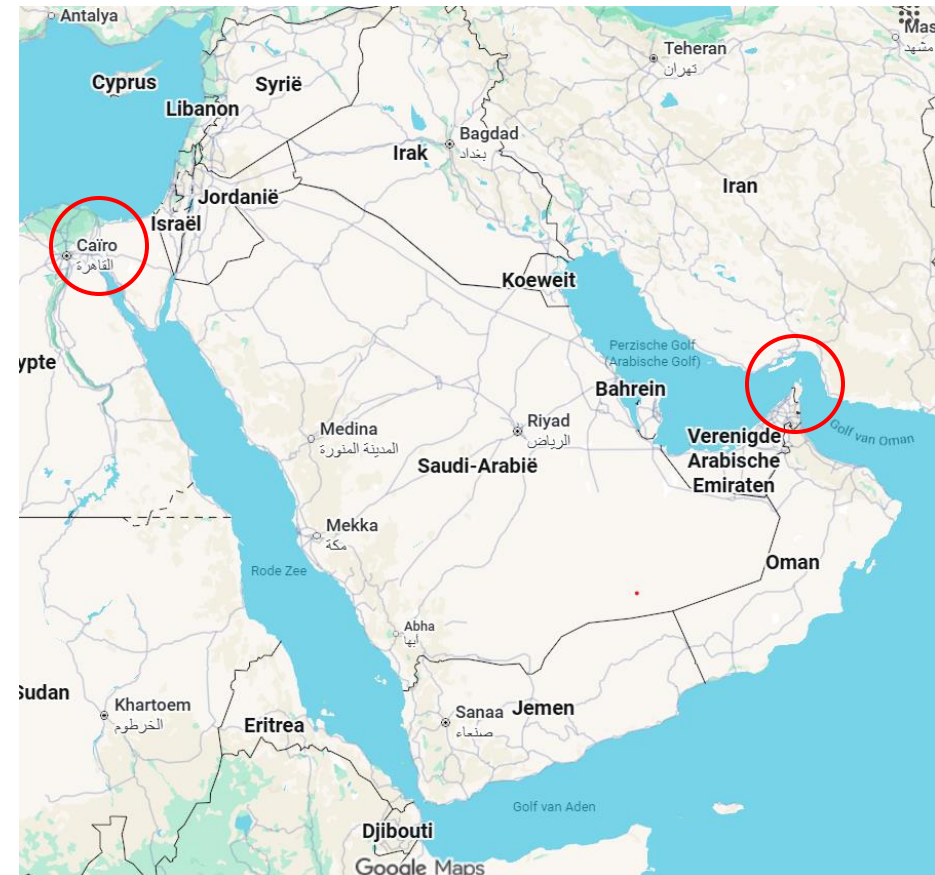 Antalya
Mas
مشهد
Teheran
تهران
Cyprus
Syrië
Libanon
Bagdad
بغداد
Irak
Iran
Jordanië
Israël
Caïro
القاهرة
Koeweit
Perzische Golf
(Arabische Golf)
ypte
Bahrein
Medina
المدينة المنورة
Riyad
الرياض
Golf van Oman
Verenigde
Arabische
Emiraten
Saudi-Arabië
Mekka
مكة
Rode Zee
Oman
Abha
أبها
Sudan
Khartoem
الخرطوم
Eritrea
Sanaa
صنعاء
Jemen
Golf van Aden
Djibouti
Google Maps